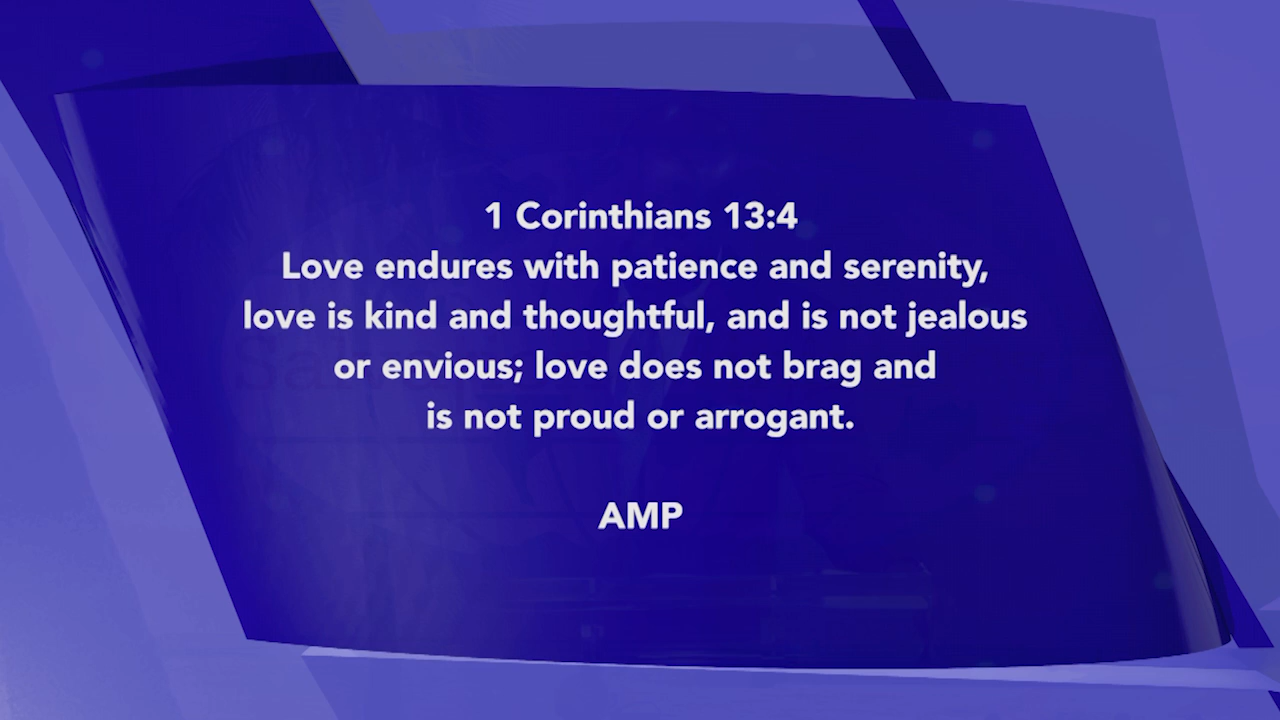 1 Corinthians 13:4
Love endures with patience and serenity,
love is kind and thoughtful, and is not jealous
or envious; love does not brag and
is not proud or arrogant.
AMP